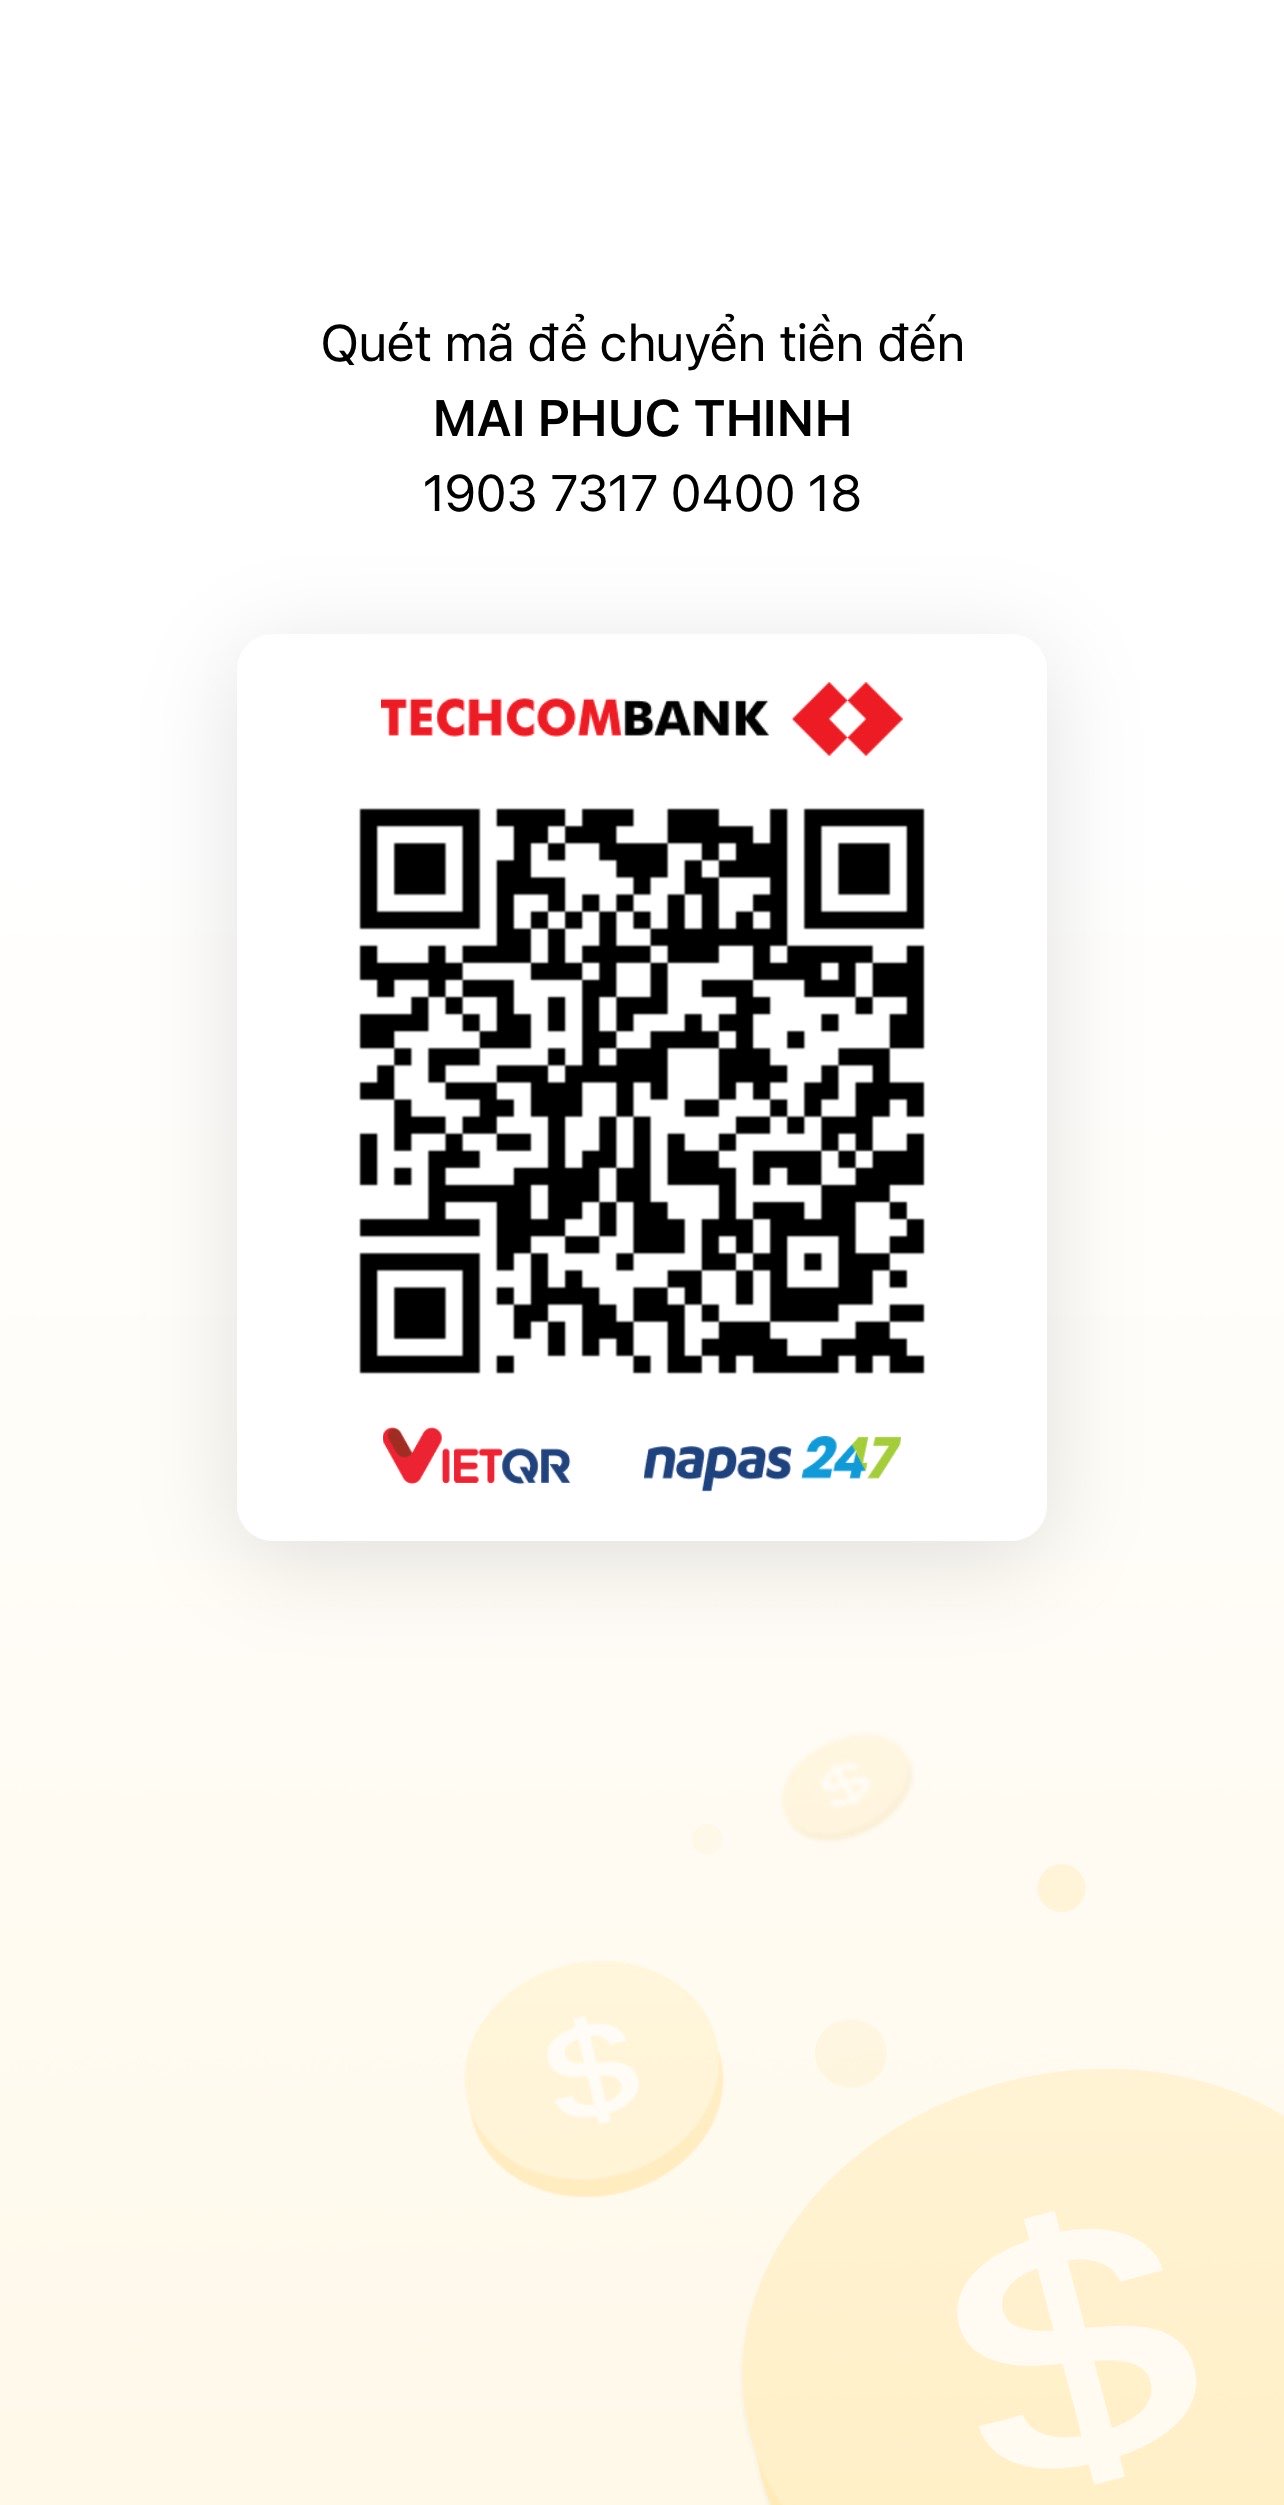 Quét mã để chuyển tiền đến
MAI PHUC THINH
1903 7317 0400 18
TECHCOMBANK
VIETQR
napas 247
$
$
$